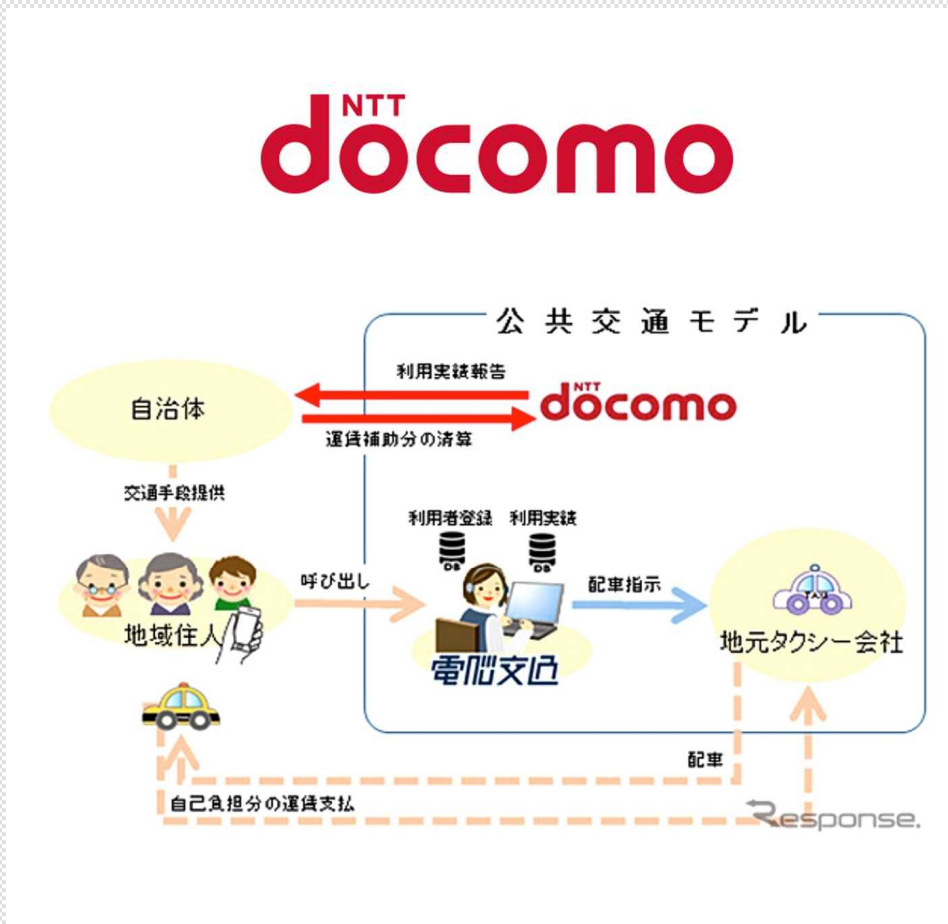 NTT
docomo
公共交通モデル
利用実績報告
自治体
NTT
docomo
運賃補助分の清算
交通手段提供
利用者登録 利用実績
DB
DB
呼び出し
配車指示
TAXI
地域住人
地元タクシー会社
電脳交通
配車
自己負担分の運賃支払
Response.